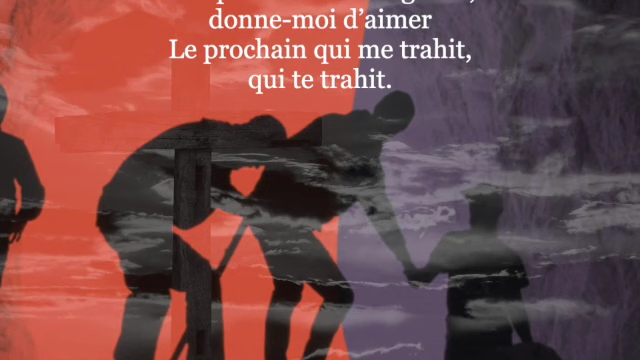 donne-moi d’aimer
Le prochain qui me trahit,
qui te trahit.